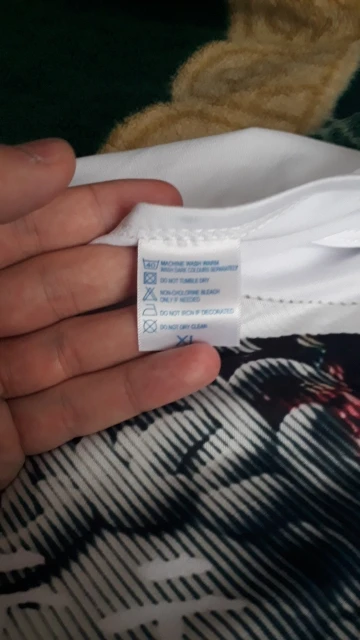 MACHINE WASH WARM
WASH DARK COLOURS SEPARATELY
DO NOT TUMBLE DRY
NON-CHLORINE BLEACH
ONLY IF NEEDED
DO NOT IRON IF DECORATED
DO NOT DRY CLEAN
XL